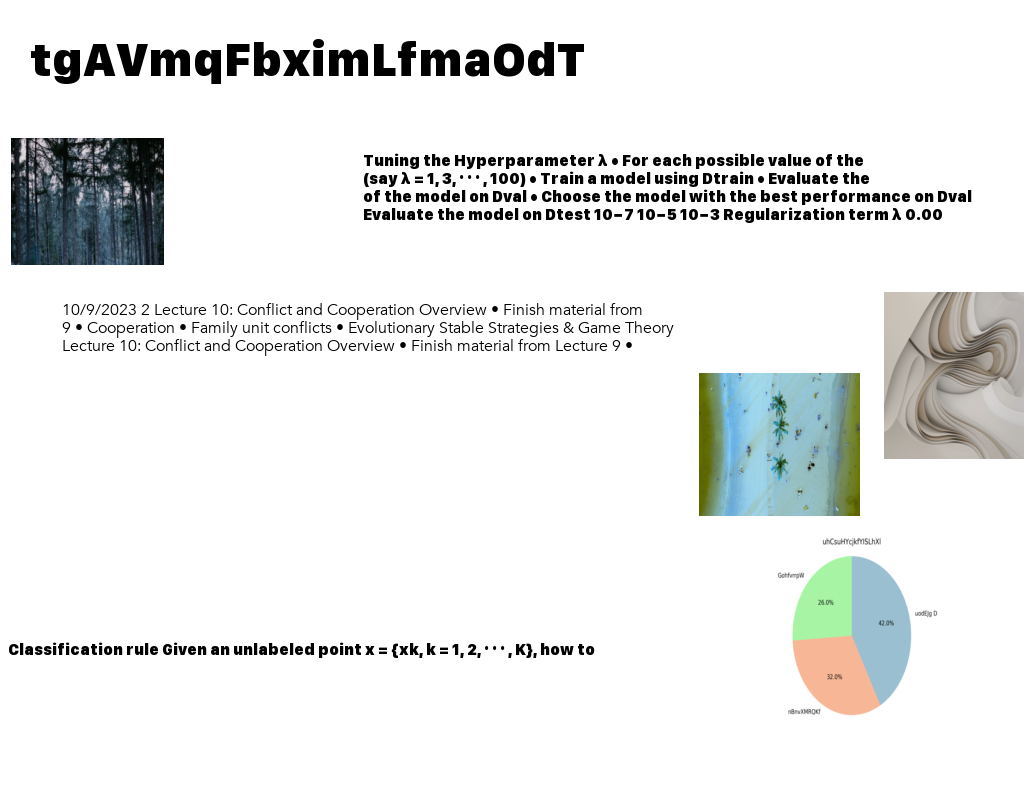 tgAVmqFbximLfmaOdT
Tuning the Hyperparameter λ • For each possible value of the
(say λ = 1, 3, · · · , 100) • Train a model using Dtrain • Evaluate the
of the model on Dval • Choose the model with the best performance on Dval
Evaluate the model on Dtest 10−7 10−5 10−3 Regularization term λ 0.00
10/9/2023 2 Lecture 10: Conflict and Cooperation Overview • Finish material from
9 • Cooperation • Family unit conflicts • Evolutionary Stable Strategies & Game Theory
Lecture 10: Conflict and Cooperation Overview • Finish material from Lecture 9 •
26.0%
42.0%
32.0%
Classification rule Given an unlabeled point x = {xk, k = 1, 2, · · · , K}, how to